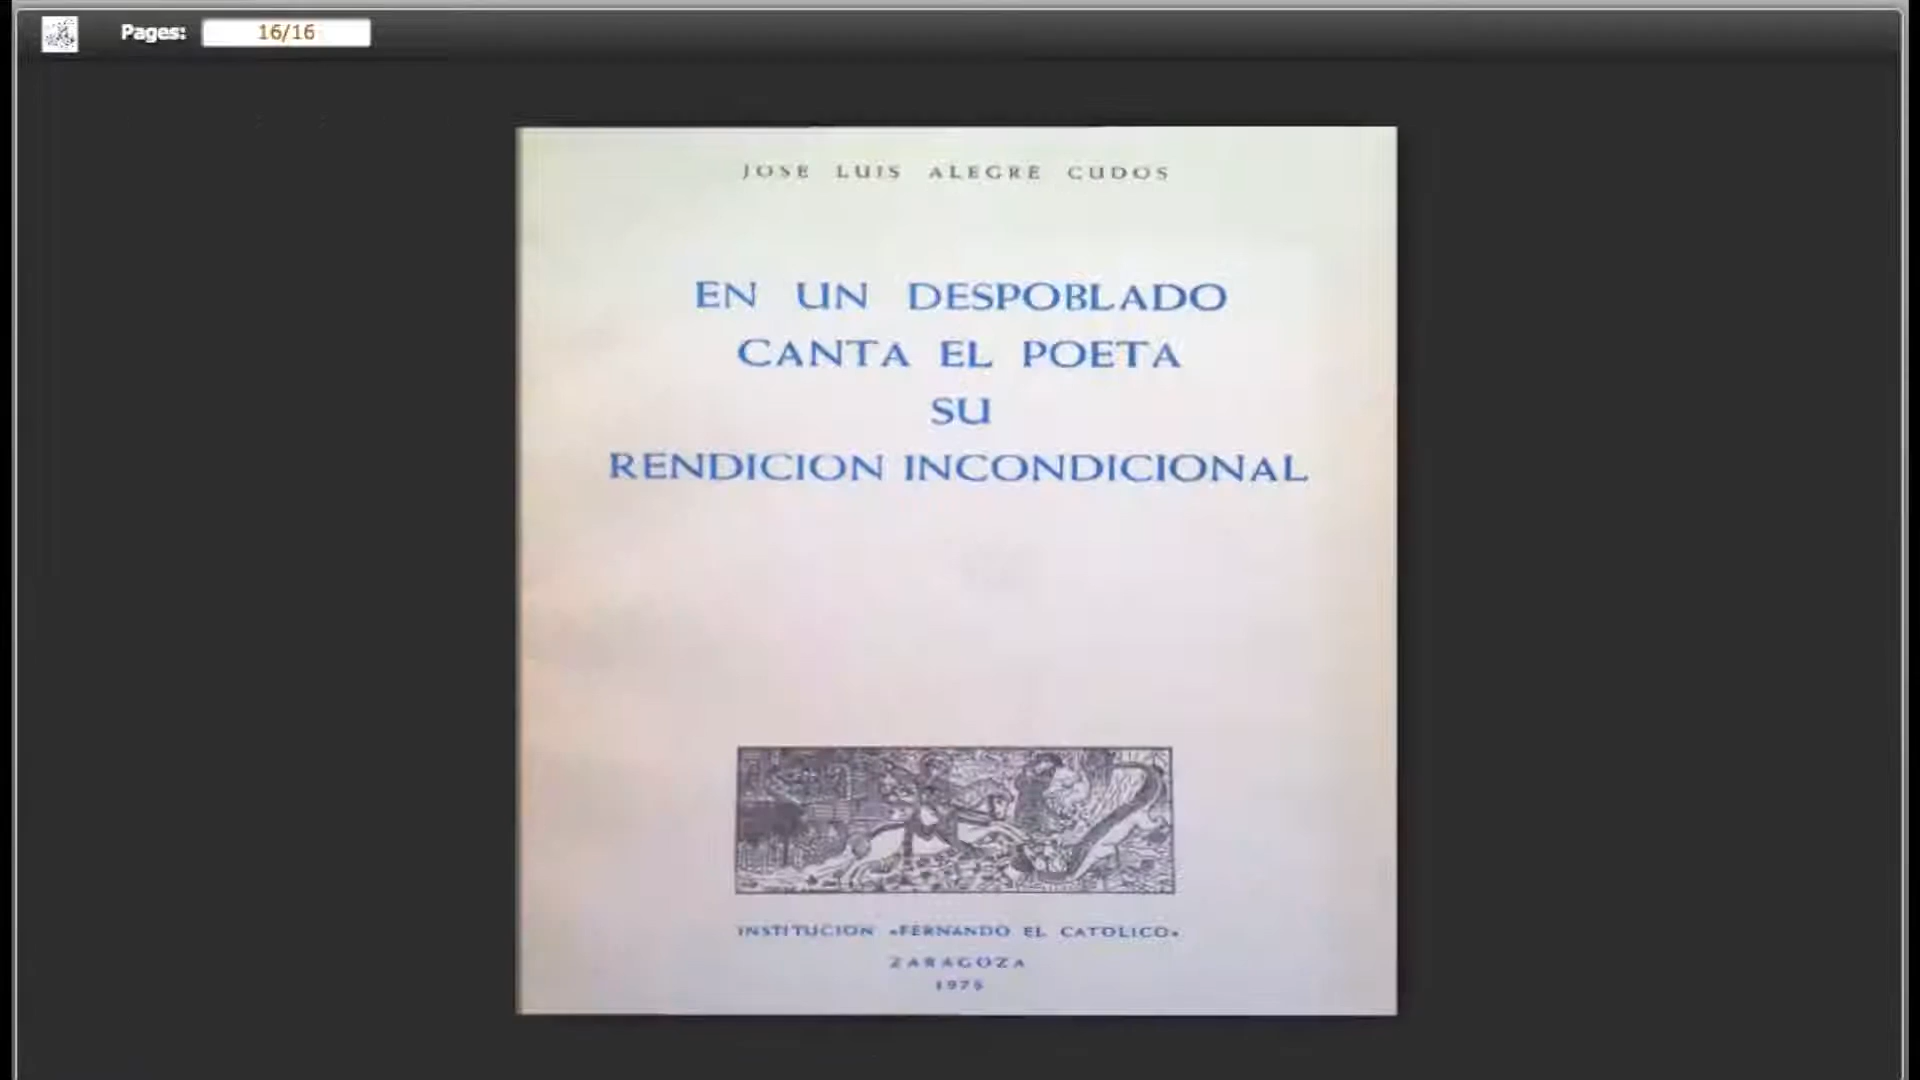 Pages:
16/16
JOSE LUIS ALEGRE CUDOS
EN UN DESPOBLADO
CANTA EL POETA
SU
RENDICION INCONDICIONAL
INSTITUCION «FERNANDO EL CATOLICO»
ZARAGOZA